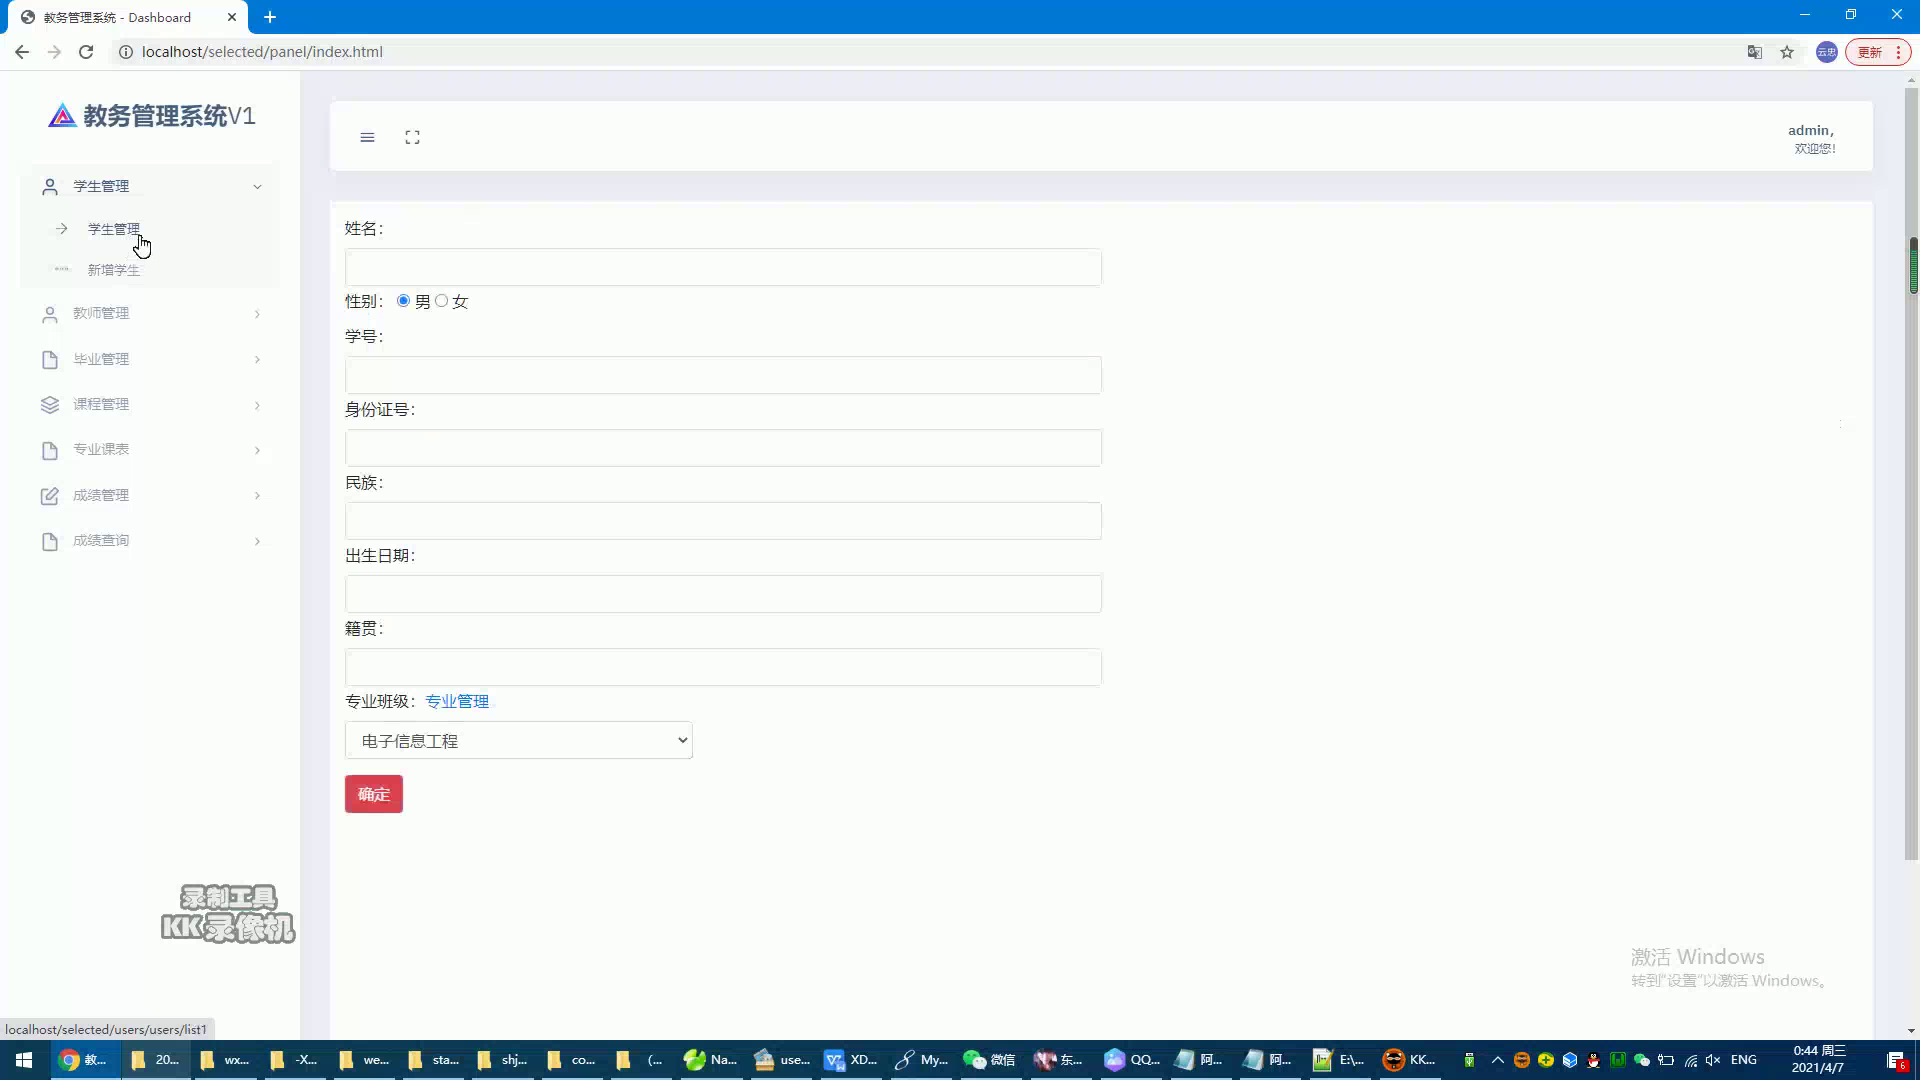 教务管理系统 - Dashboard
localhost/selected/panel/index.html
云忠
更新
教务管理系统V1
admin，
欢迎您!
学生管理
学生管理
新增学生
教师管理
毕业管理
课程管理
专业课表
成绩管理
成绩查询
姓名：
性别： 男 女
学号：
身份证号：
民族：
出生日期：
籍贯：
专业班级： 专业管理
电子信息工程
确定
录制工具
KK录像机
激活 Windows
转到"设置"以激活 Windows。
localhost/selected/users/users/list1
教... 20... wx... -X... we... sta... shj... co... (... Na... use... XD... My... 微信 东... QQ... 阿... 阿... E:\... KK... ENG
0:44 周三
2021/4/7
6